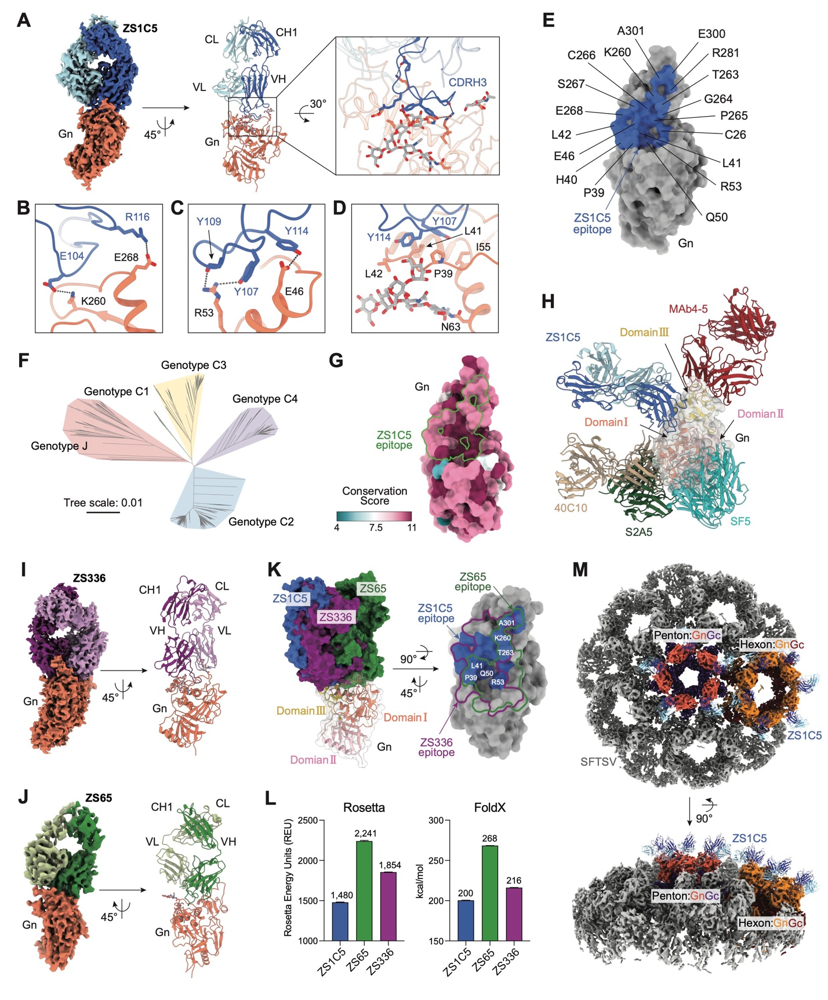 A
ZS1C5
Gn
45°
CL
CH1
VL
VH
Gn
30°
CDRH3
E
A301
E300
C266
K260
R281
S267
T263
E268
G264
P265
L42
C26
E46
L41
H40
R53
P39
Q50
ZS1C5
epitope
Gn
B
R116
E104
E268
K260
C
Y109
Y114
Y107
E46
R53
D
Y107
Y114
L41
I55
L42
P39
N63
F
Genotype C3
Genotype C1
Genotype C4
Genotype J
Tree scale: 0.01
Genotype C2
G
Gn
ZS1C5
epitope
Conservation
Score
4
7.5
11
H
MAb4-5
ZS1C5
DomainIII
DomainI
DomianII
Gn
40C10
S2A5
SF5
I
ZS336
Gn
45°
CH1
CL
VH
VL
Gn
J
ZS65
Gn
45°
CH1
CL
VL
VH
Gn
K
ZS1C5
ZS65
ZS336
DomainIII
DomainI
DomianII
Gn
90°
45°
ZS65
epitope
ZS1C5
epitope
A301
K260
T263
L41
Q50
P39
R53
ZS336
epitope
L
Rosetta
Rosetta Energy Units (REU)
2500
2000
1500
1000
1,480
2,241
1,854
ZS1C5
ZS65
ZS336
FoldX
kcal/mol
300
250
200
150
200
268
216
ZS1C5
ZS65
ZS336
M
Penton:GnGc
Hexon:GnGc
ZS1C5
SFTSV
90°
ZS1C5
Penton:GnGc
Hexon:GnGc